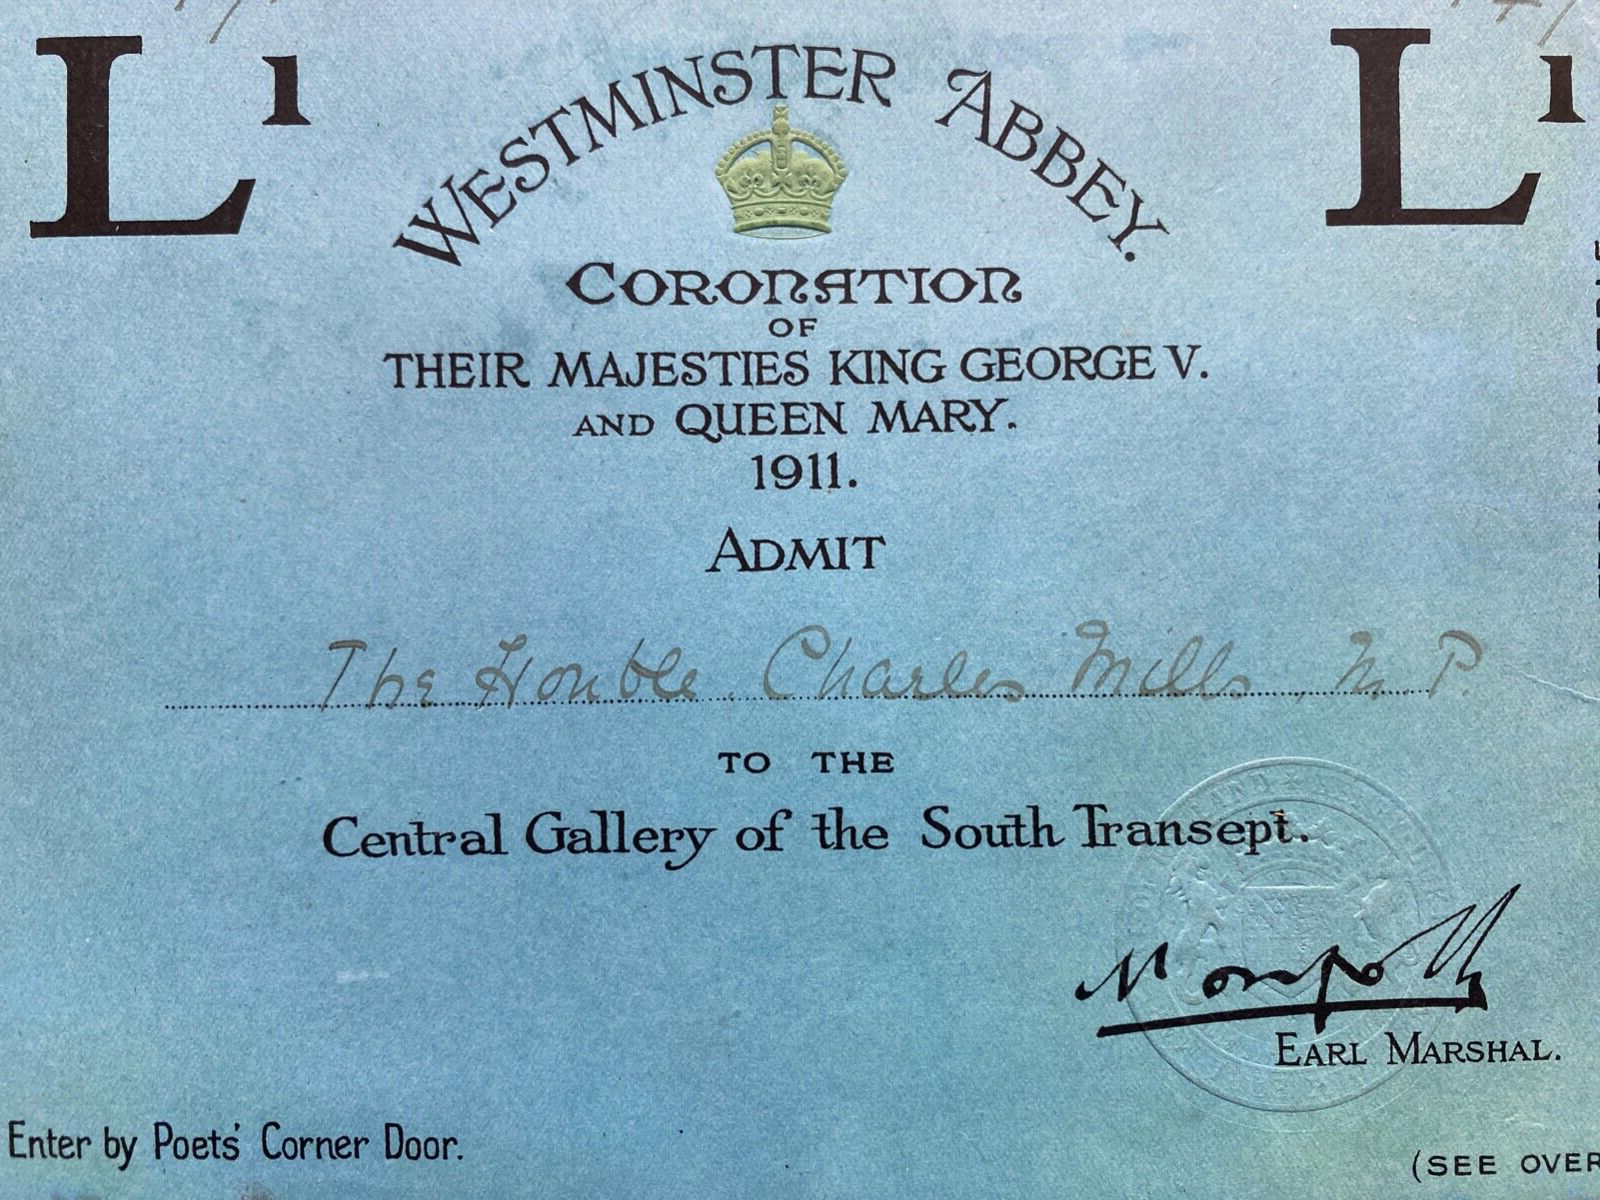 L1
L1
WESTMINSTER ABBEY.
CORONATION
OF
THEIR MAJESTIES KING GEORGE V.
AND QUEEN MARY.
1911.
ADMIT
The Honble. Charles Mills, M.P.
TO THE
Central Gallery of the South Transept.
EARL MARSHAL.
Enter by Poets' Corner Door.
(SEE OVER